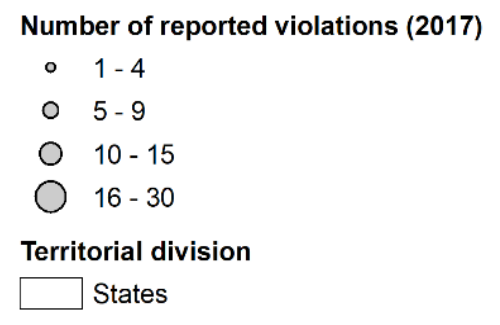 Number of reported violations (2017)
1 - 4
5 - 9
10 - 15
16 - 30
Territorial division
States